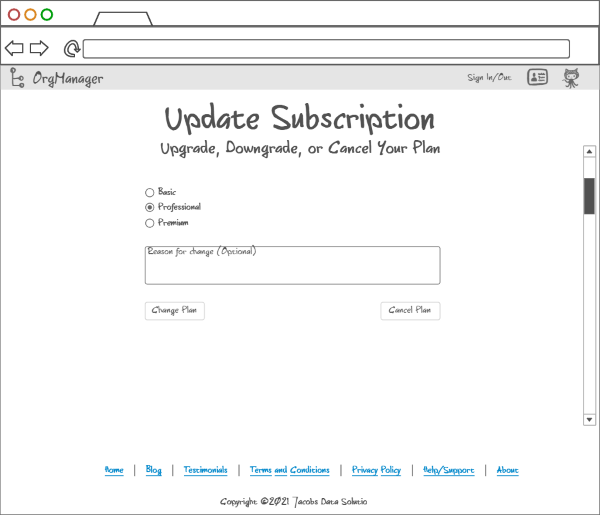 OrgManager
Sign In/Out
Update Subscription
Upgrade, Downgrade, or Cancel Your Plan
Basic
Professional
Premium
Reason for change (Optional)
Change Plan
Cancel Plan
Home | Blog | Testimonials | Terms and Conditions | Privacy Policy | Help/Support | About
Copyright ©2021 Jacobs Data Solutio